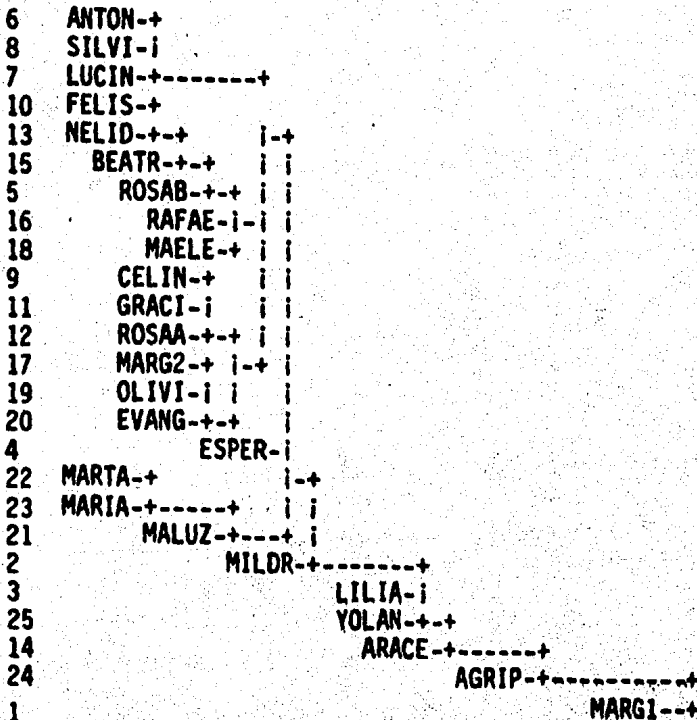 6 ANTON-+
8 SILVI-i
7 LUCIN-+-------+
10 FELIS-+
13 NELID-+-+ i-+
15 BEATR-+-+ i i
5 ROSAB-+-+ i i
16 RAFAE-i-i i
18 MAELE-+ i i
9 CELIN-+ i i
11 GRACI-i i i
12 ROSAA-+-+ i i
17 MARG2-+ i-+ i
19 OLIVI-i i i
20 EVANG-+-+ i
4 ESPER-i
22 MARTA-+ i-+
23 MARIA-+-----+ i i
21 MALUZ-+---+ i
2 MILDR-+-------+
3 LILIA-i
25 YOLAN-+-+
14 ARACE-+------+
24 AGRIP-+-----------+
1 MARG1--+